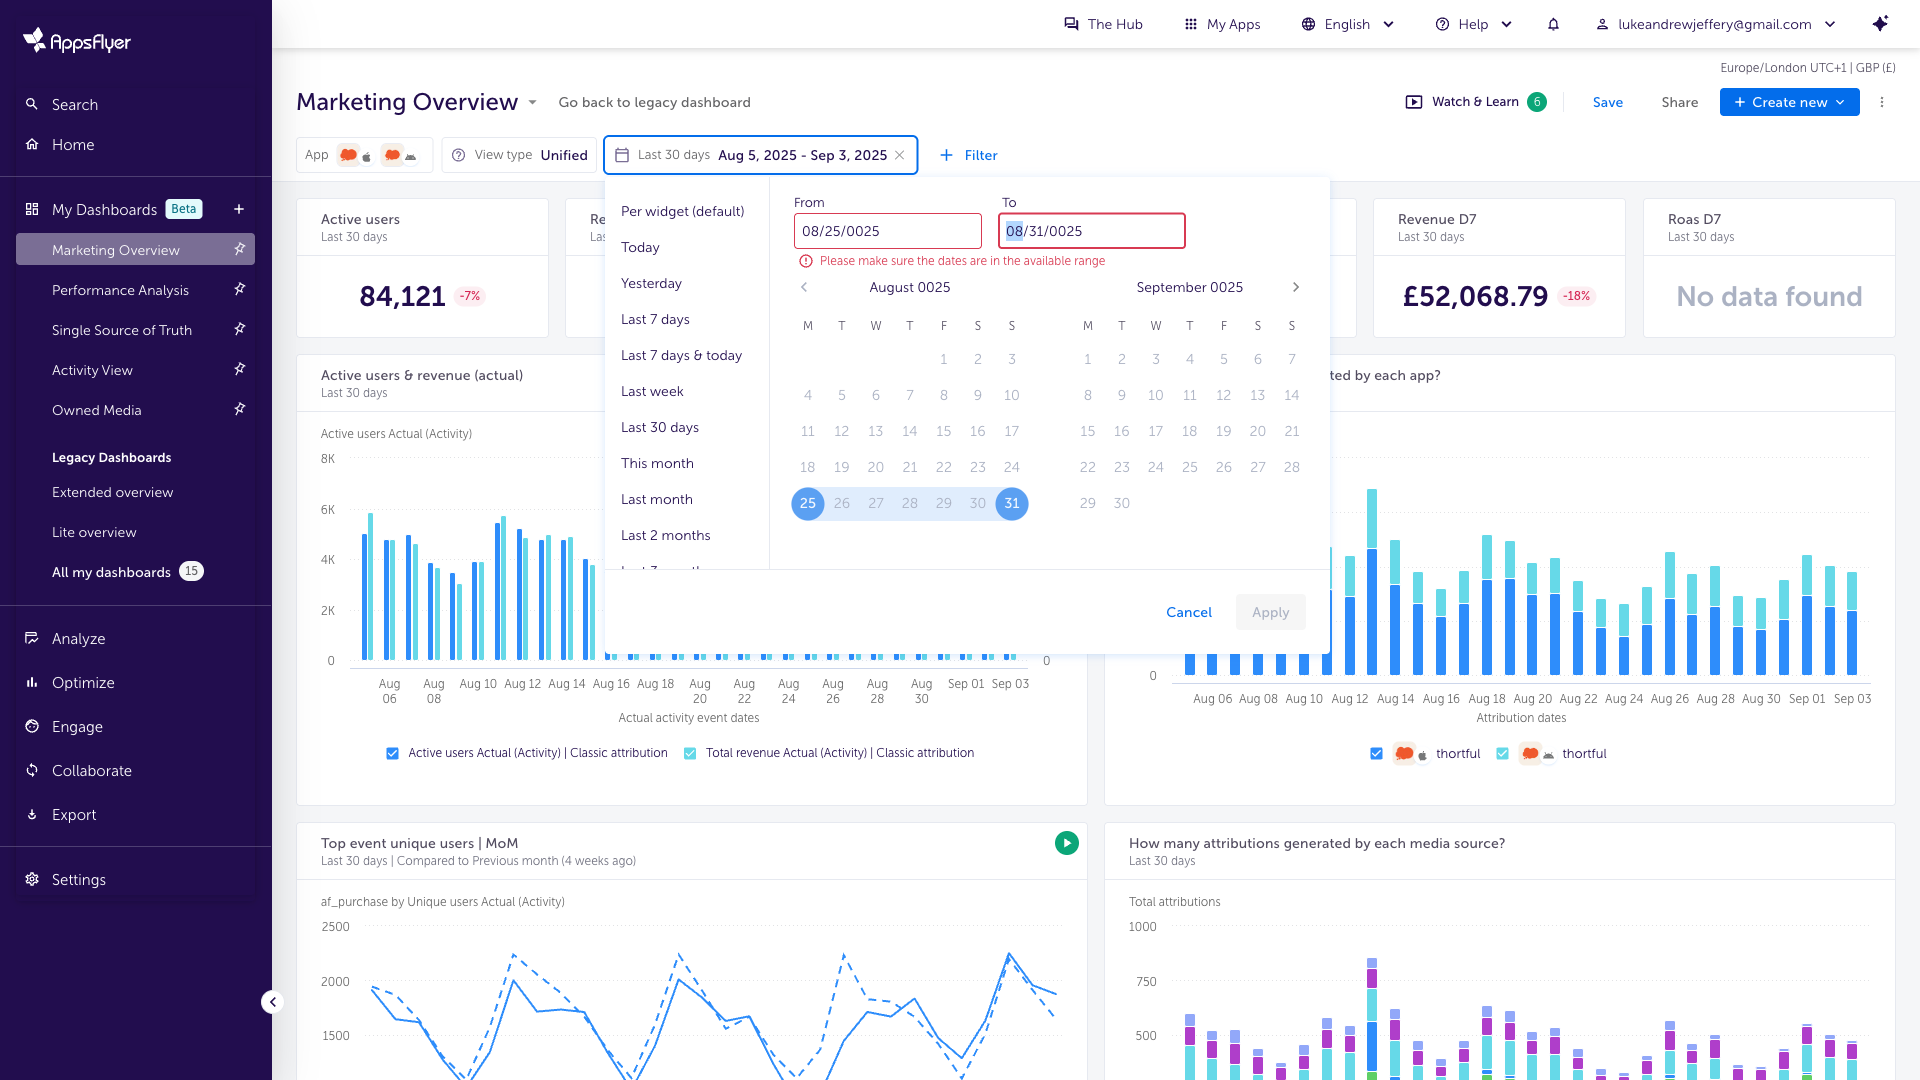 AppsFlyer
Search
Home
My Dashboards Beta
Marketing Overview
Performance Analysis
Single Source of Truth
Activity View
Owned Media
Legacy Dashboards
Extended overview
Lite overview
All my dashboards 15
Analyze
Optimize
Engage
Collaborate
Export
Settings
The Hub
My Apps
English
Help
lukeandrewjeffery@gmail.com
Europe/London UTC+1 | GBP (£)
Marketing Overview
Go back to legacy dashboard
Watch & Learn 6
Save
Share
+ Create new
App
View type Unified
Last 30 days Aug 5, 2025 - Sep 3, 2025
+ Filter
Active users
Last 30 days
84,121 -7%
Re
Las
Revenue D7
Last 30 days
£52,068.79 -18%
Roas D7
Last 30 days
No data found
Per widget (default)
Today
Yesterday
Last 7 days
Last 7 days & today
Last week
Last 30 days
This month
Last month
Last 2 months
From
08/25/0025
To
08/31/0025
Please make sure the dates are in the available range
August 0025
M T W T F S S
1 2 3
4 5 6 7 8 9 10
11 12 13 14 15 16 17
18 19 20 21 22 23 24
25 26 27 28 29 30 31
September 0025
M T W T F S S
1 2 3 4 5 6 7
8 9 10 11 12 13 14
15 16 17 18 19 20 21
22 23 24 25 26 27 28
29 30
Cancel
Apply
Active users & revenue (actual)
Last 30 days
Active users Actual (Activity)
8K
6K
4K
2K
0
0
Aug 06 Aug 08 Aug 10 Aug 12 Aug 14 Aug 16 Aug 18 Aug 20 Aug 22 Aug 24 Aug 26 Aug 28 Aug 30 Sep 01 Sep 03
Actual activity event dates
Active users Actual (Activity) | Classic attribution
Total revenue Actual (Activity) | Classic attribution
ted by each app?
0
Aug 06 Aug 08 Aug 10 Aug 12 Aug 14 Aug 16 Aug 18 Aug 20 Aug 22 Aug 24 Aug 26 Aug 28 Aug 30 Sep 01 Sep 03
Attribution dates
thortful
thortful
Top event unique users | MoM
Last 30 days | Compared to Previous month (4 weeks ago)
af_purchase by Unique users Actual (Activity)
2500
2000
1500
How many attributions generated by each media source?
Last 30 days
Total attributions
1000
750
500